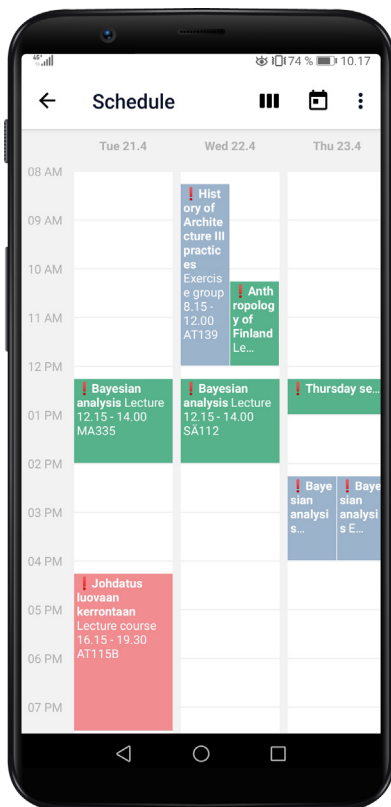 4G+
74 % 10.17
Schedule
Tue 21.4
Wed 22.4
Thu 23.4
08 AM
09 AM
10 AM
11 AM
12 PM
01 PM
02 PM
03 PM
04 PM
05 PM
06 PM
07 PM
❗Bayesian
analysis Lecture
12.15 - 14.00
MA335
❗Johdatus
luovaan
kerrontaan
Lecture course
16.15 - 19.30
AT115B
❗Hist
ory of
Archite
cture III
practic
es
Exercis
e group
8.15 -
12.00
AT139
❗Anth
ropolog
y of
Finland
Le...
❗Bayesian
analysis Lecture
12.15 - 14.00
SÄ112
❗Thursday se...
❗Baye
sian
analysi
s...
❗Baye
sian
analysi
s E...